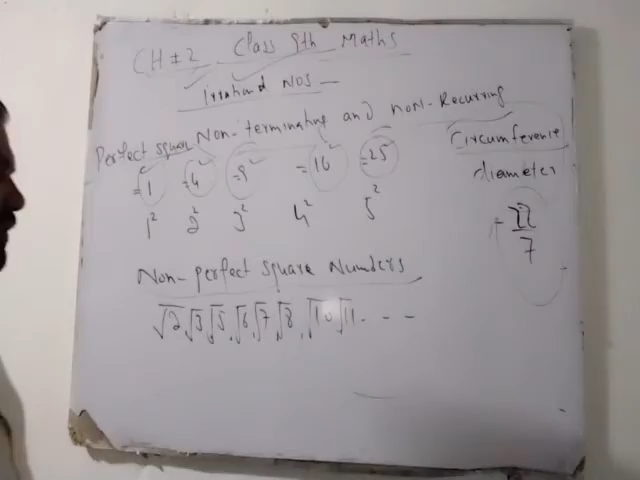 CH # 2 Class 9th Maths
irrational NOS —
Non-terminating and non-Recurring
Perfect square
=1 =4 =9 =16 =25
1² 2² 3² 4² 5²
Circumference
diameter
22
7
Non-perfect square Numbers
√2 √3 √5, √6 √7 √8, √10 √11 - - - -